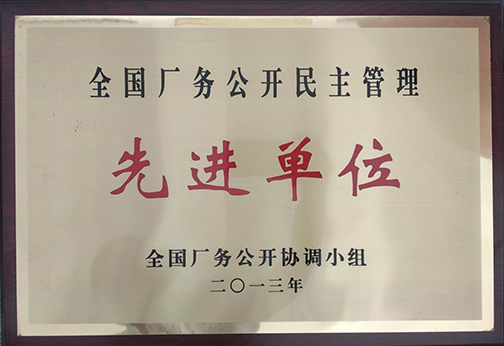 全国厂务公开民主管理
先进单位
全国厂务公开协调小组
二〇一三年